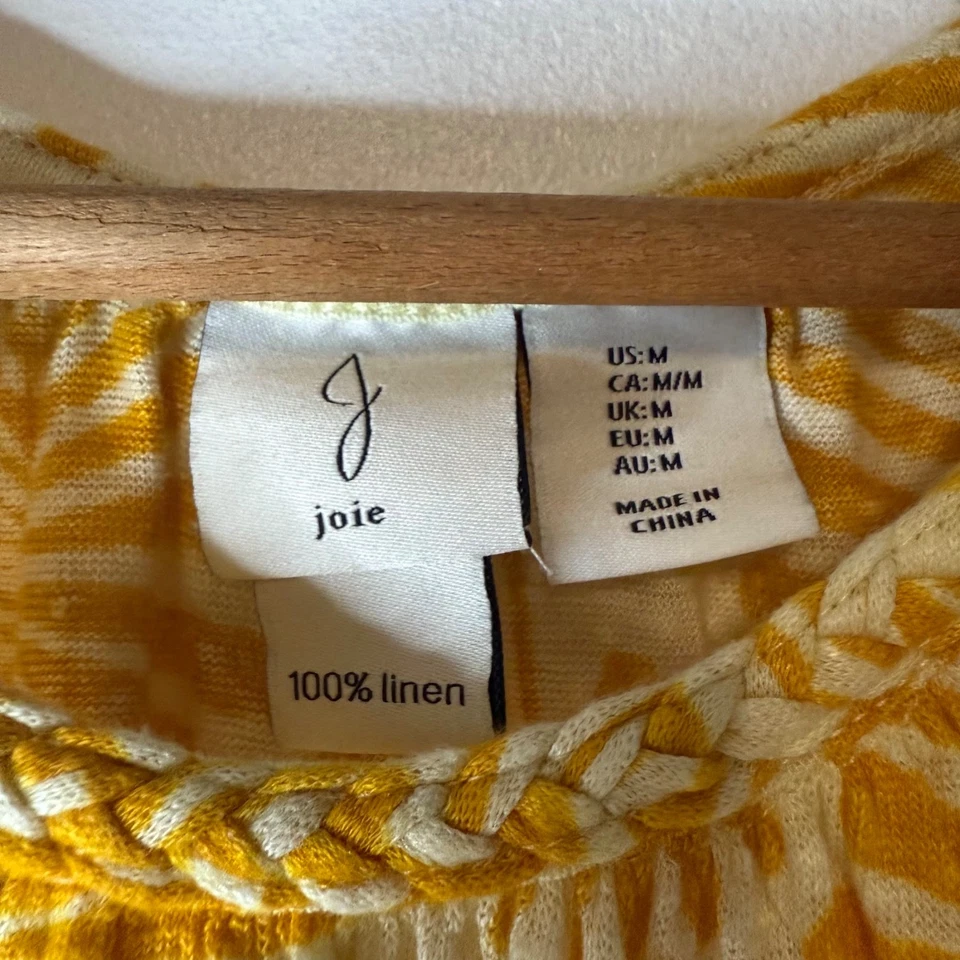 J
joie
100% linen
US: M
CA: M/M
UK: M
EU: M
AU: M
MADE IN
CHINA